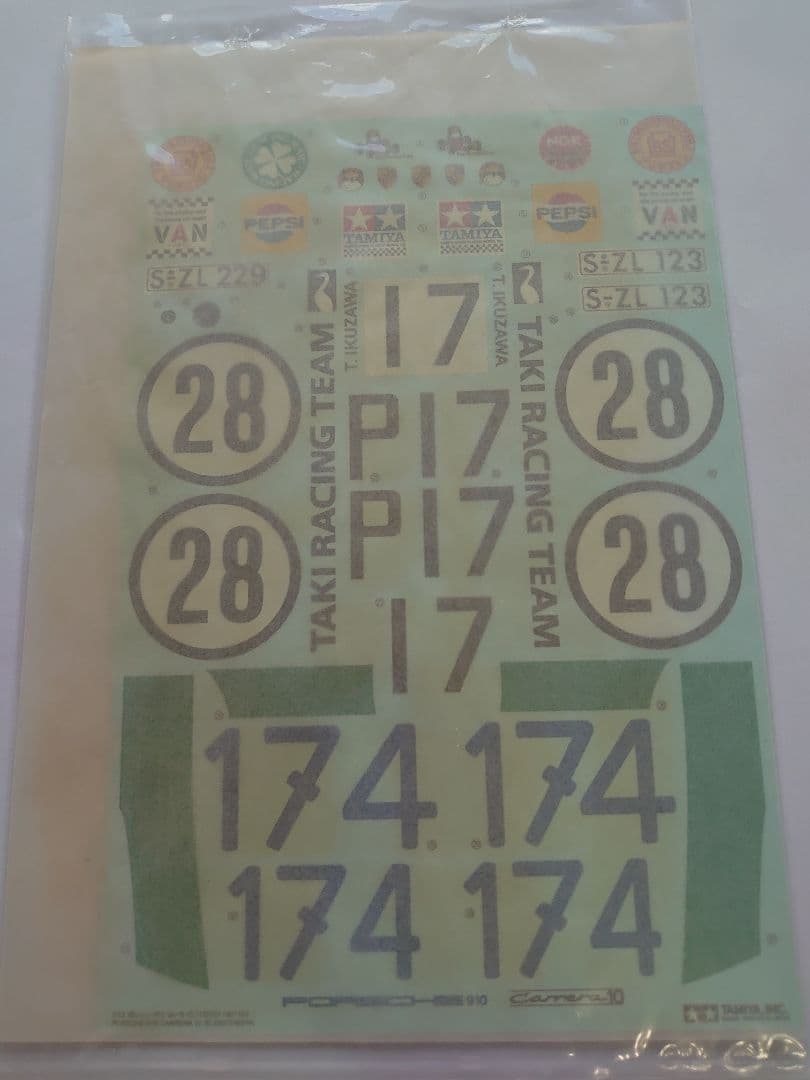 NGK
VAN
PEPSI
TAMIYA
TAMIYA
PEPSI
VAN
S ZL 229
S-ZL 123
S-ZL 123
T. IKUZAWA
17
T. IKUZAWA
TAKI RACING TEAM
TAKI RACING TEAM
28
P17
28
28
P17
28
17
174
174
174
174
PORSCHE 910
Carrera 10
TAMIYA, INC.